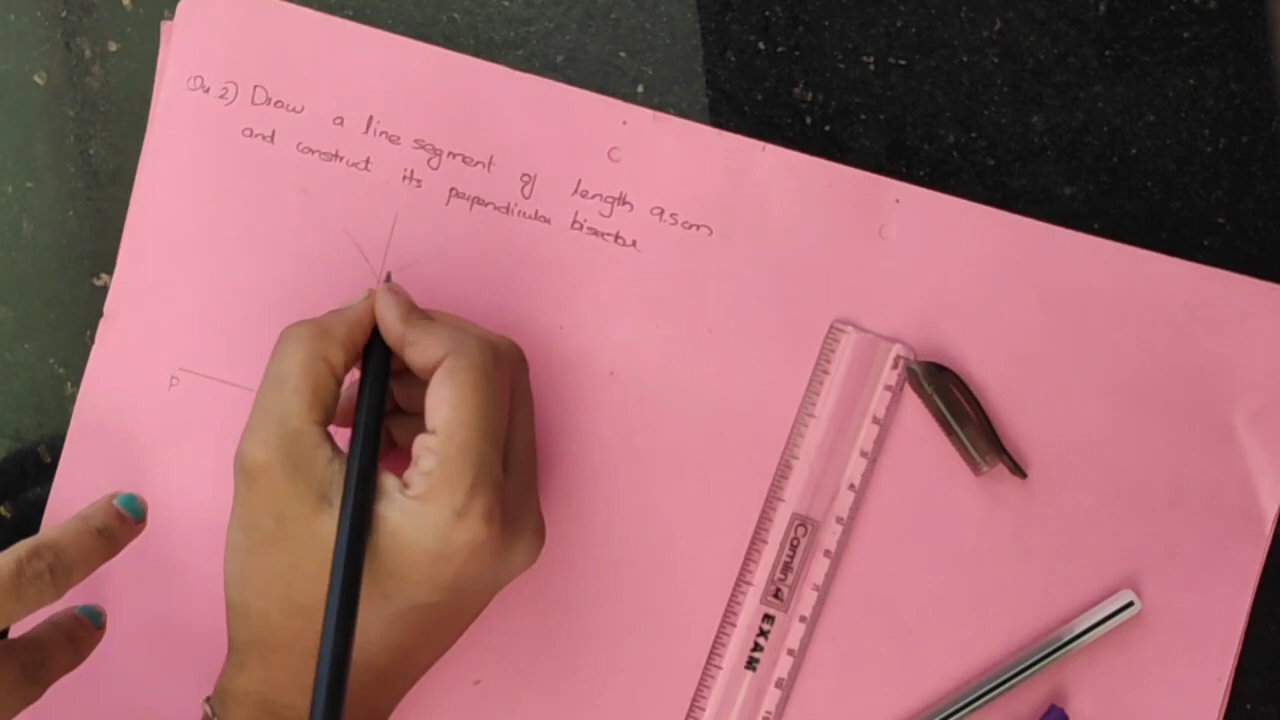 Qu 2) Draw a line segment of length 9.5cm
and construct its perpendicular bisector.
P
Camlin
EXAM